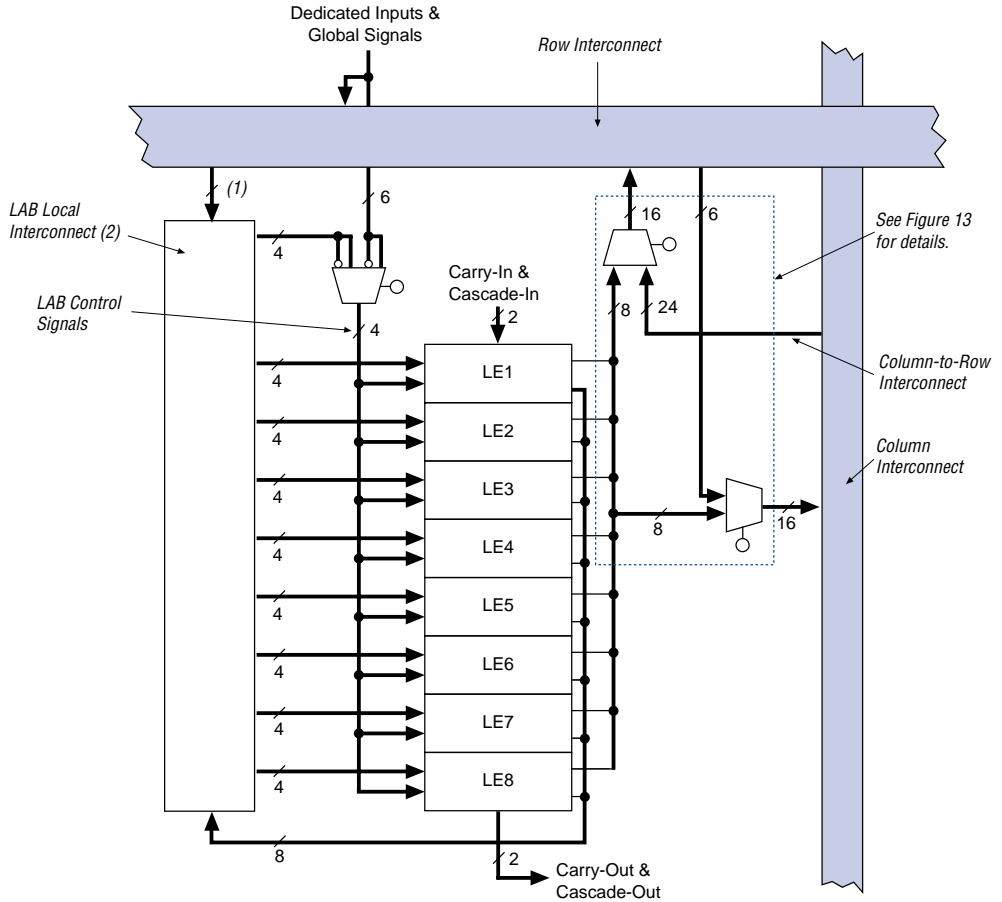 Dedicated Inputs &
Global Signals
Row Interconnect
(1)
6
16
6
LAB Local
Interconnect (2)
See Figure 13
for details.
4
Carry-In &
Cascade-In
8
24
LAB Control
Signals
4
2
Column-to-Row
Interconnect
4
LE1
4
LE2
Column
Interconnect
4
LE3
4
LE4
8
16
4
LE5
4
LE6
4
LE7
4
LE8
8
2
Carry-Out &
Cascade-Out